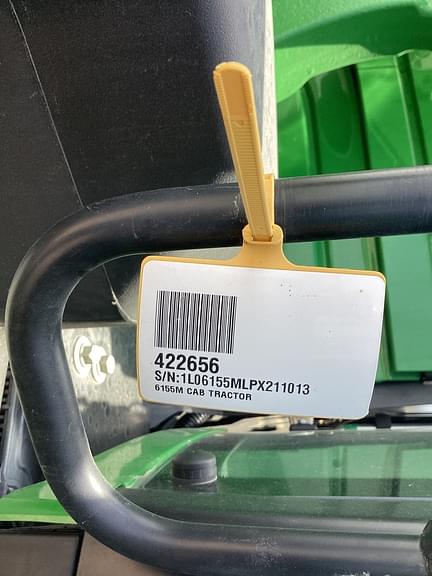 422656
S/N:1L06155MLPX211013
6155M CAB TRACTOR